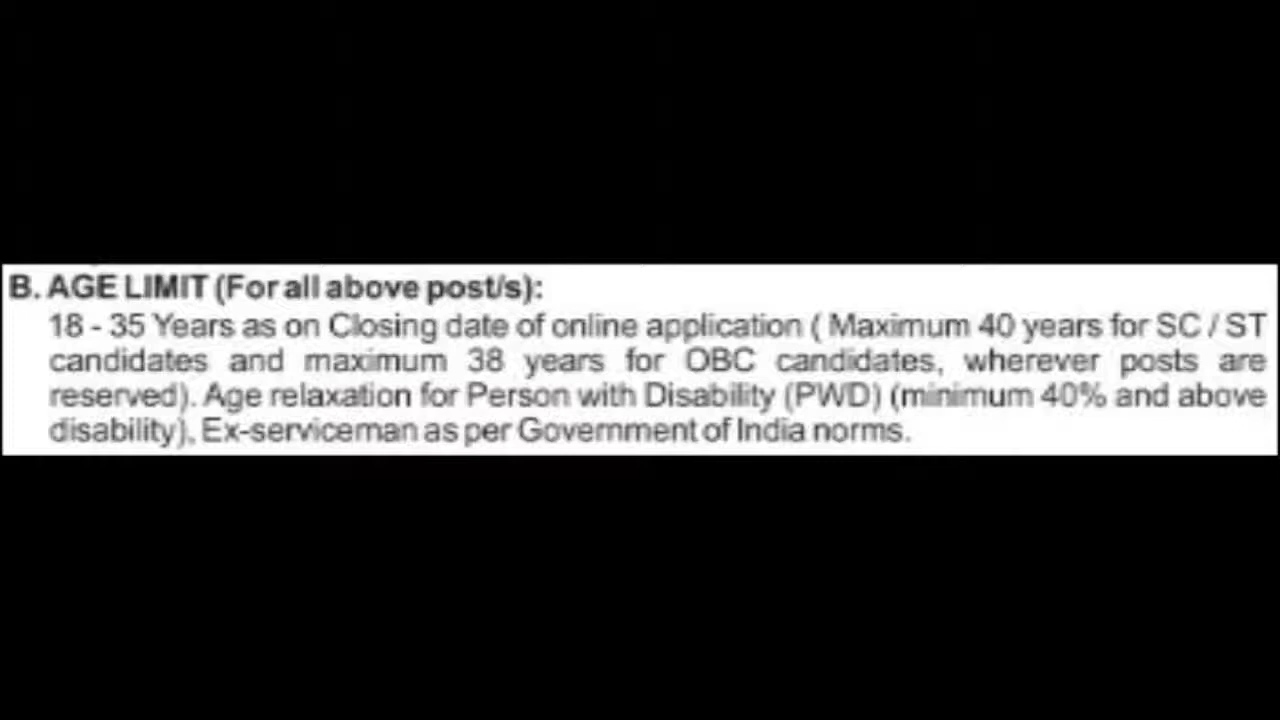 B. AGE LIMIT (For all above post/s):
18 - 35 Years as on Closing date of online application ( Maximum 40 years for SC / ST
candidates and maximum 38 years for OBC candidates, wherever posts are
reserved). Age relaxation for Person with Disability (PWD) (minimum 40% and above
disability), Ex-serviceman as per Government of India norms.